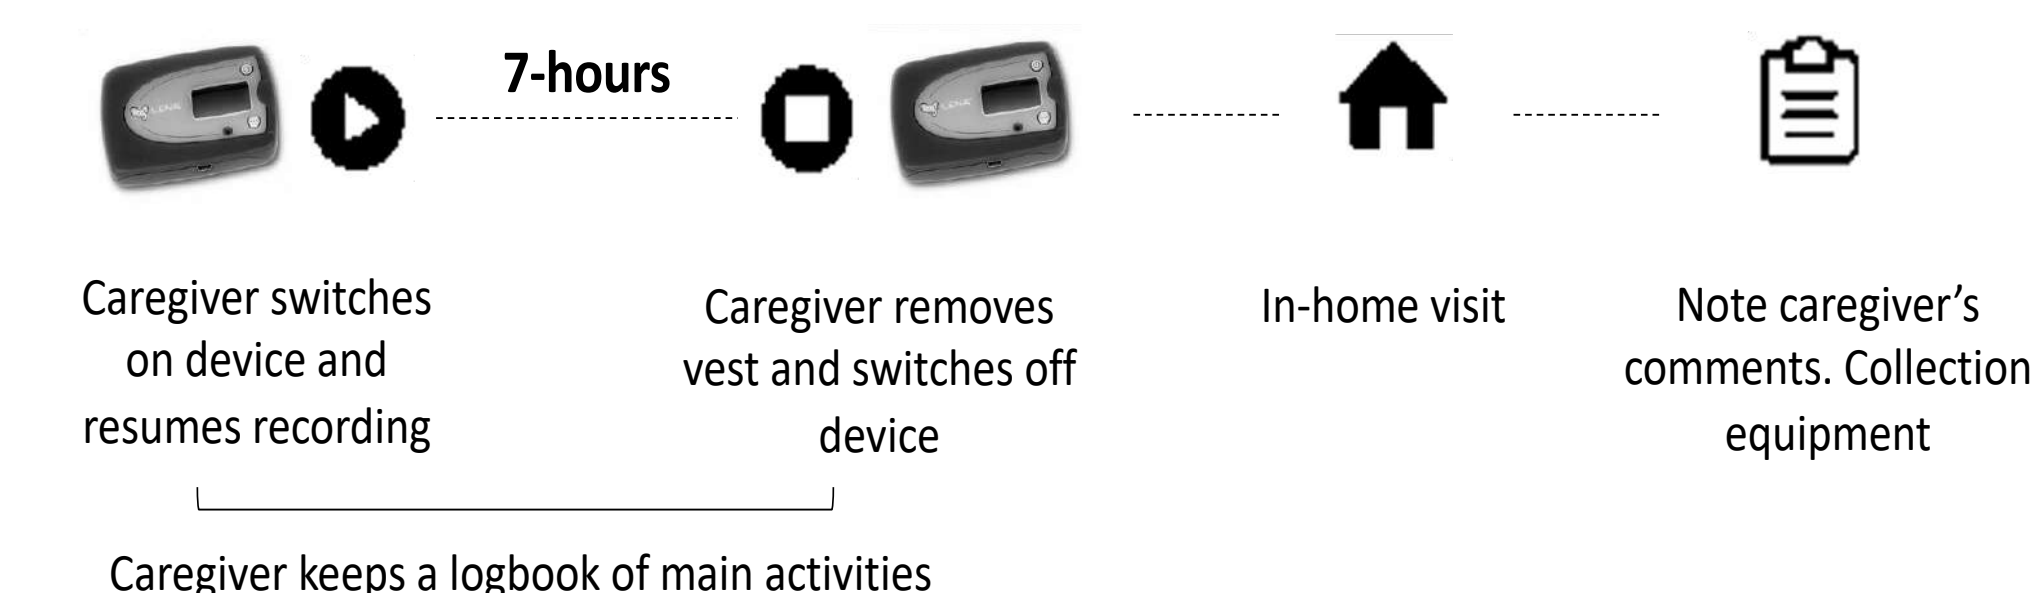 7-hours
Caregiver switches
on device and
resumes recording
Caregiver removes
vest and switches off
device
In-home visit
Note caregiver’s
comments. Collection
equipment
Caregiver keeps a logbook of main activities